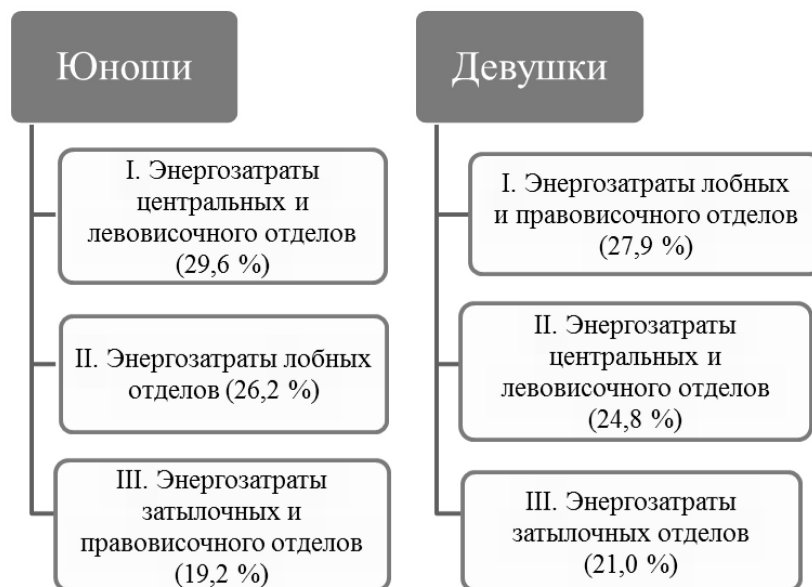 Юноши
I. Энергозатраты
центральных и
левовисочного отделов
(29,6 %)
II. Энергозатраты лобных
отделов (26,2 %)
III. Энергозатраты
затылочных и
правовисочного отделов
(19,2 %)
Девушки
I. Энергозатраты лобных
и правовисочного отделов
(27,9 %)
II. Энергозатраты
центральных и
левовисочного отделов
(24,8 %)
III. Энергозатраты
затылочных отделов
(21,0 %)